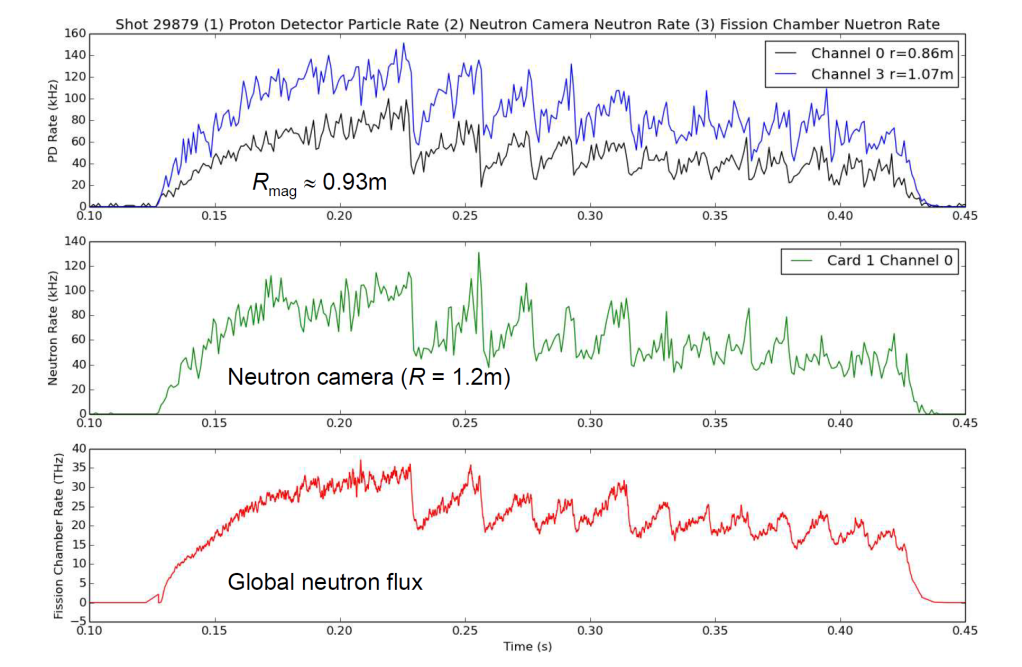 Shot 29879 (1) Proton Detector Particle Rate (2) Neutron Camera Neutron Rate (3) Fission Chamber Nuetron Rate
160
140
120
100
80
60
40
20
0
PD Rate (kHz)
Channel 0 r=0.86m
Channel 3 r=1.07m
Rmag ≈ 0.93m
0.10 0.15 0.20 0.25 0.30 0.35 0.40 0.45
140
120
100
80
60
40
20
0
Neutron Rate (kHz)
Card 1 Channel 0
Neutron camera (R = 1.2m)
0.10 0.15 0.20 0.25 0.30 0.35 0.40 0.45
40
35
30
25
20
15
10
5
0
−5
Fission Chamber Rate (THz)
Global neutron flux
0.10 0.15 0.20 0.25 0.30 0.35 0.40 0.45
Time (s)